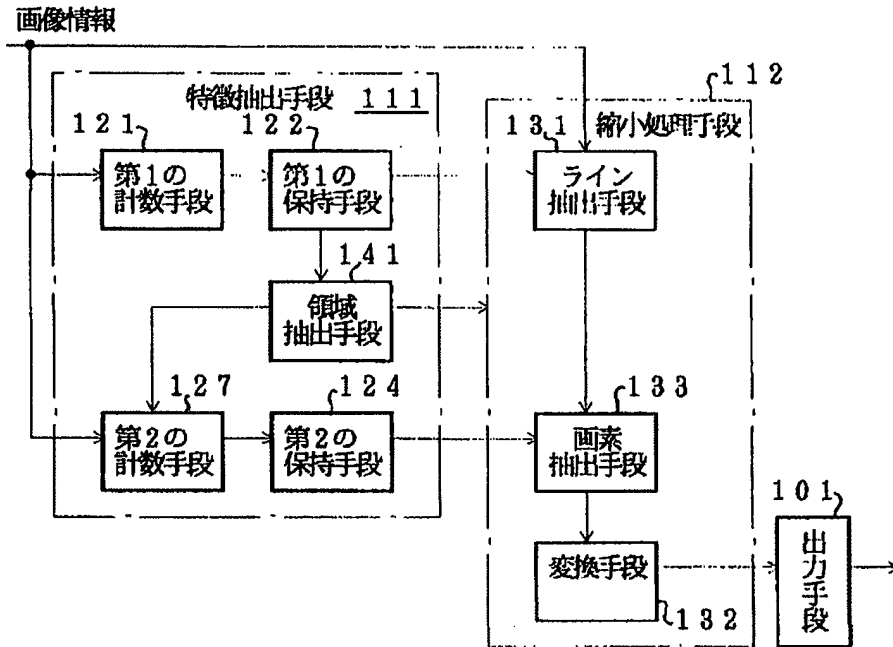 画像情報
特徴抽出手段 111
112
縮小処理手段
121
第1の
計数手段
122
第1の
保持手段
131
ライン
抽出手段
141
領域
抽出手段
127
第2の
計数手段
124
第2の
保持手段
133
画素
抽出手段
変換手段
132
101
出力手段